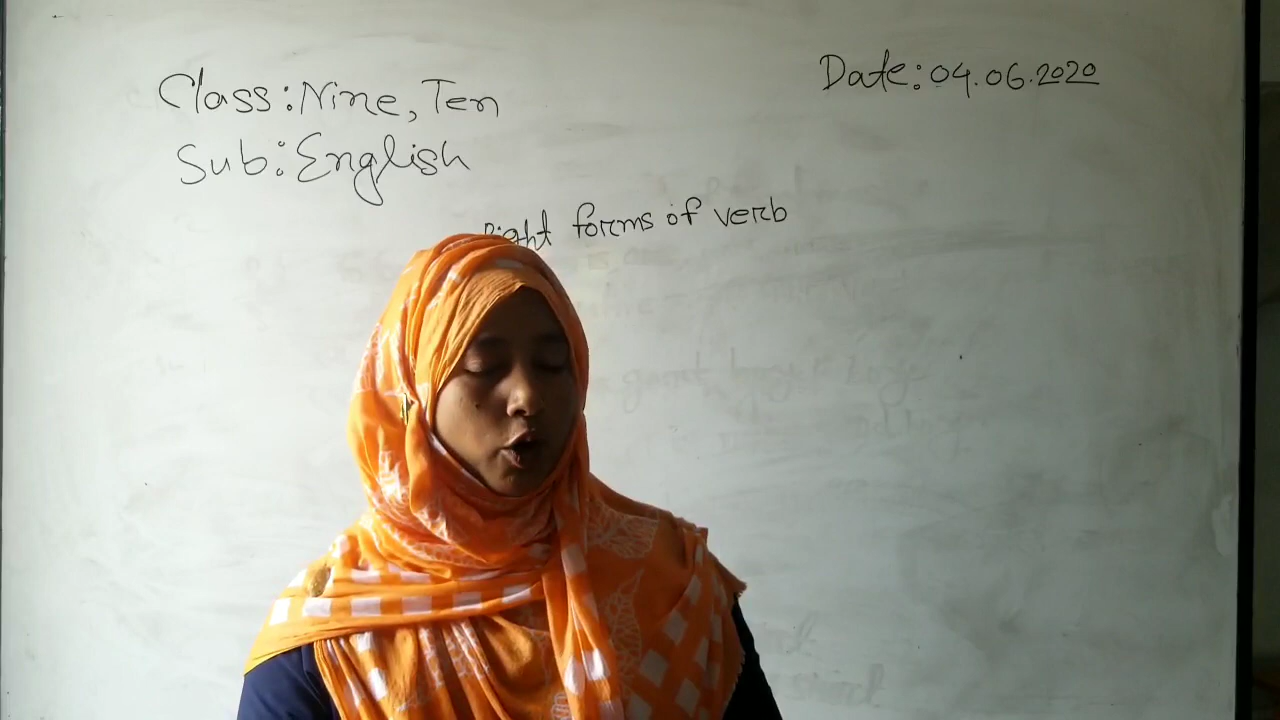 Class: Nine, Ten
Date: 04.06.2020
Sub: English
Right forms of verb